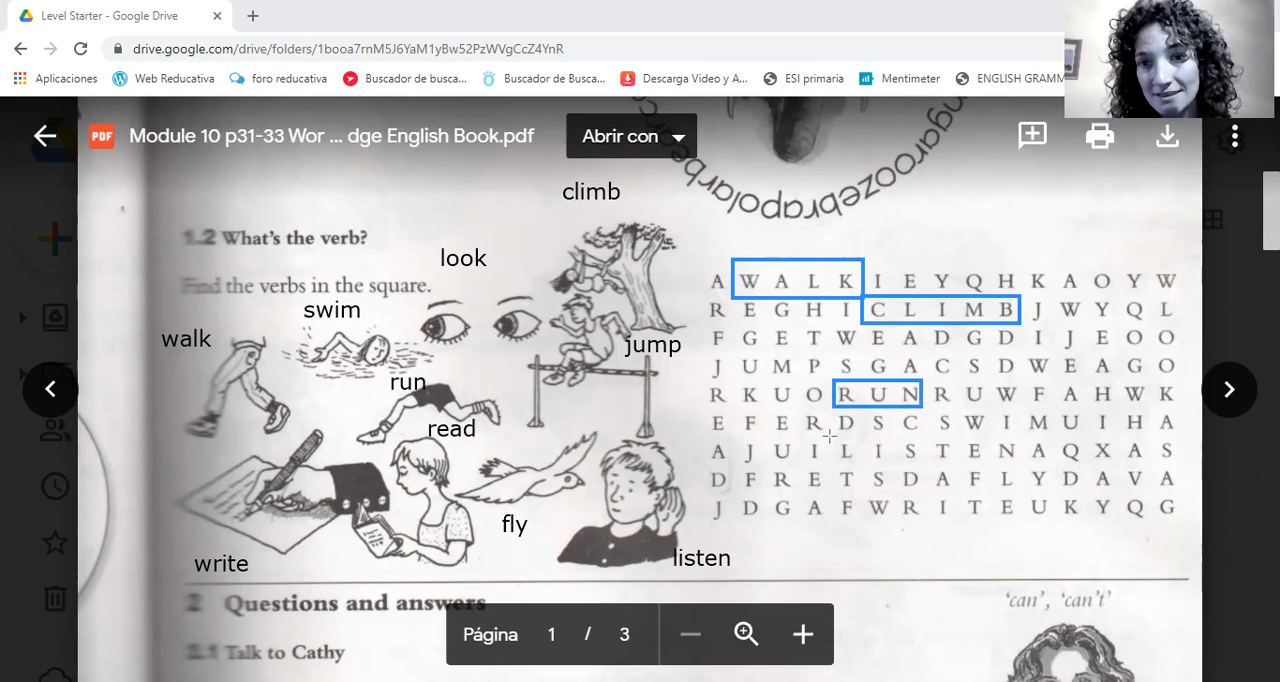 Level Starter - Google Drive
drive.google.com/drive/folders/1booa7rnM5J6YaM1yBw52PzWVgCcZ4YnR
Aplicaciones Web Reducativa foro reducativa Buscador de busca... Buscador de Busca... Descarga Video y A... ESI primaria Mentimeter ENGLISH GRAMM
PDF Module 10 p31-33 Wor ... dge English Book.pdf Abrir con
ngaroozebrapolarbearc
climb
1.2 What's the verb?
look
Find the verbs in the square.
swim
walk
jump
run
read
fly
write
listen
A W A L K I E Y Q H K A O Y W
R E G H I C L I M B J W Y Q L
F G E T W E A D G D I J E O O
J U M P S G A C S D W E A G O
R K U O R U N R U W F A H W K
E F E R D S C S W I M U I H A
A J U I L I S T E N A Q X A S
D F R E T S D A F L Y D A V A
J D G A F W R I T E U K Y Q G
2 Questions and answers
'can', 'can't'
2.1 Talk to Cathy
Página 1 / 3